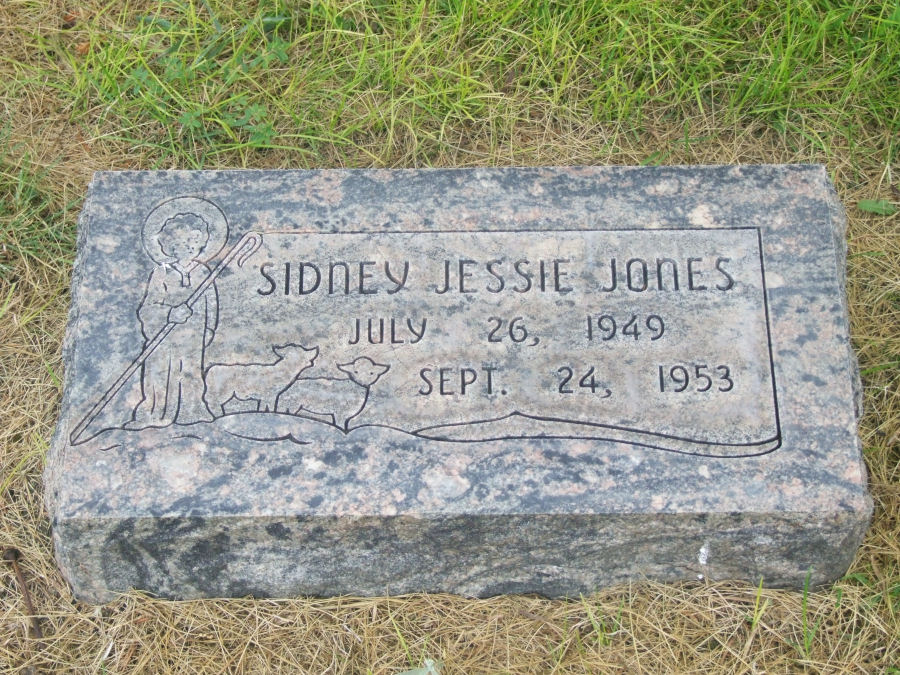 SIDNEY JESSIE JONES
JULY 26, 1949
SEPT. 24, 1953